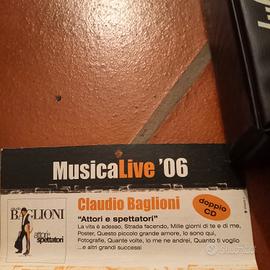 MusicaLive '06
BAGLIONI
attori e
spettatori
Claudio Baglioni
doppio
CD
"Attori e spettatori"
La vita è adesso, Strada facendo, Mille giorni di te e di me,
Poster, Questo piccolo grande amore, Io sono qui,
Fotografie, Quante volte, Io me ne andrei, Quanto ti voglio
...e altri grandi successi
subito